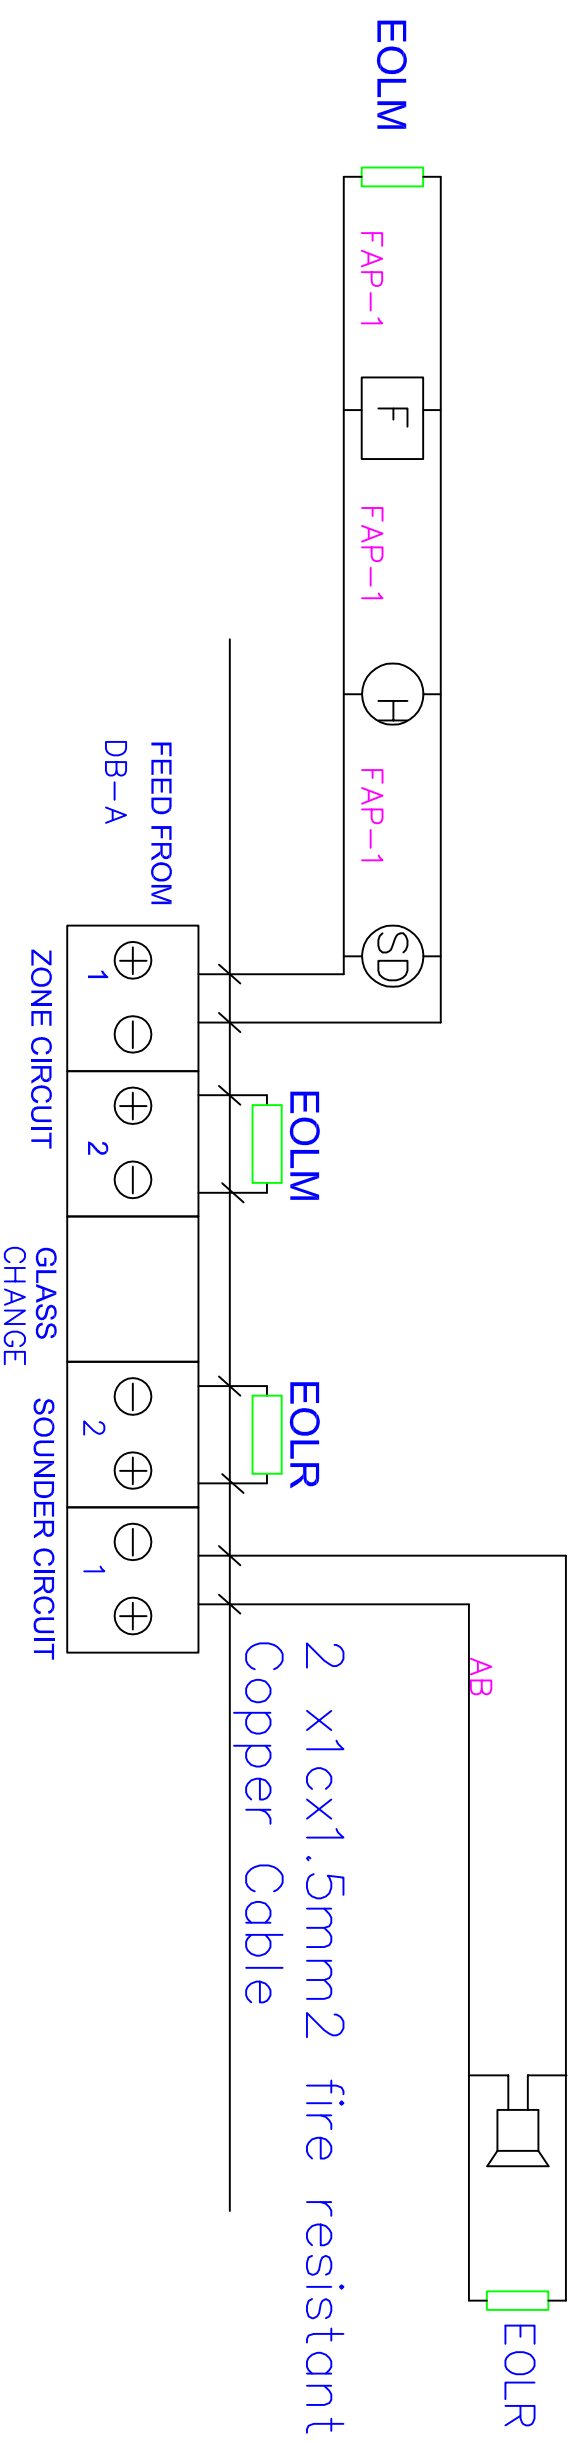 EOLM
FAP-1
F
FAP-1
H
FAP-1
SD
EOLM
EOLR
AB
EOLR
2 x1cx1.5mm2 fire resistant
Copper Cable
FEED FROM
DB-A
1
2
2
1
ZONE CIRCUIT
GLASS
CHANGE
SOUNDER CIRCUIT